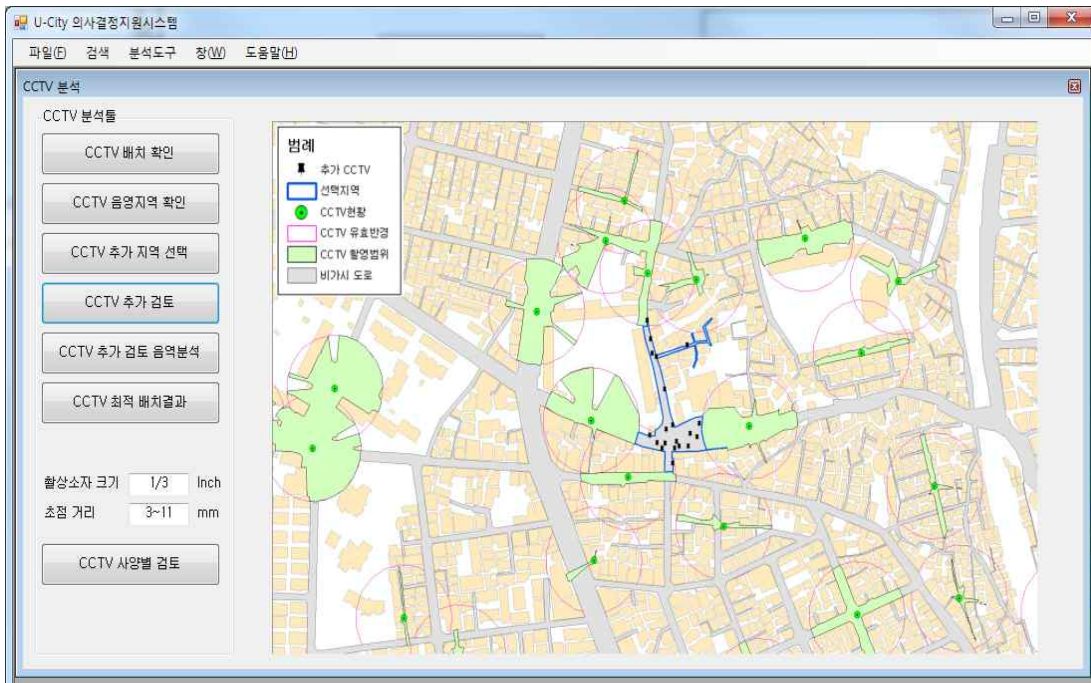 U-City 의사결정지원시스템
파일(F) 검색 분석도구 창(W) 도움말(H)
CCTV 분석
CCTV 분석툴
CCTV 배치 확인
CCTV 음영지역 확인
CCTV 추가 지역 선택
CCTV 추가 검토
CCTV 추가 검토 음역분석
CCTV 최적 배치결과
촬상소자 크기 1/3 Inch
초점 거리 3~11 mm
CCTV 사양별 검토
범례
추가 CCTV
선택지역
CCTV현황
CCTV 유효반경
CCTV 촬영범위
비가시 도로